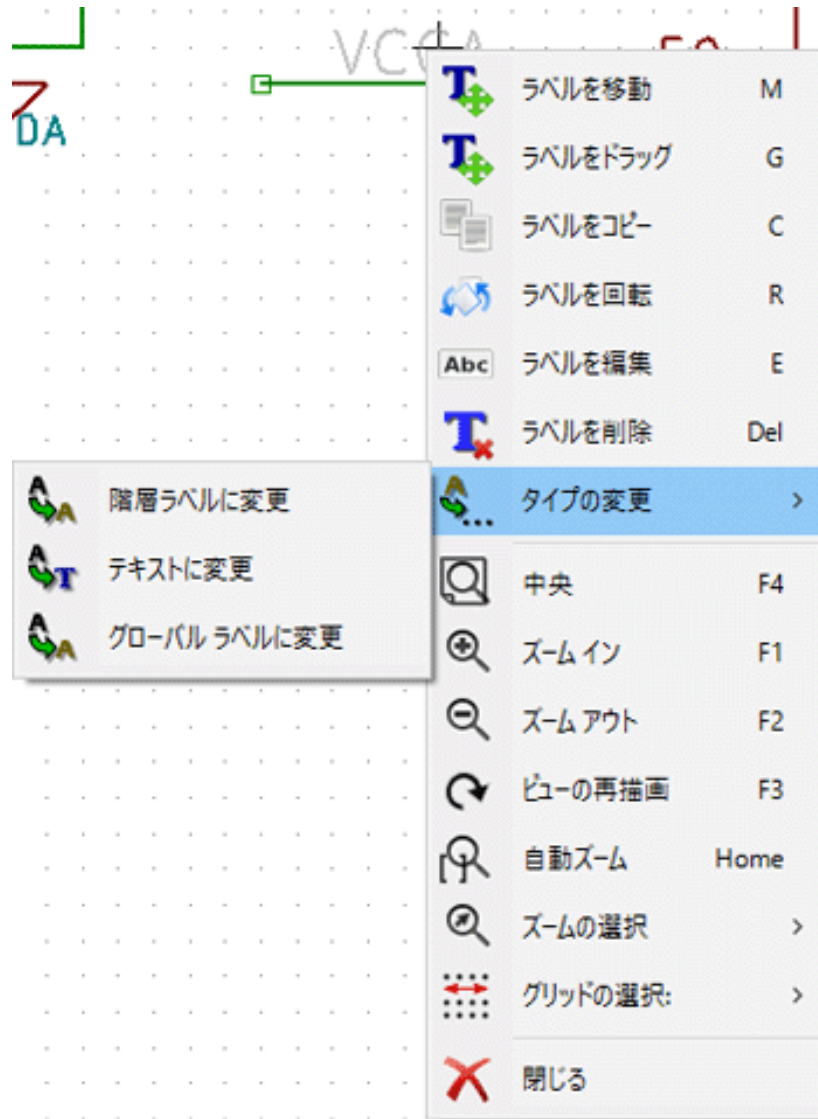 VCCA
DA
ラベルを移動 M
ラベルをドラッグ G
ラベルをコピー C
ラベルを回転 R
Abc ラベルを編集 E
ラベルを削除 Del
タイプの変更
階層ラベルに変更
テキストに変更
グローバル ラベルに変更
中央 F4
ズーム イン F1
ズーム アウト F2
ビューの再描画 F3
自動ズーム Home
ズームの選択
グリッドの選択:
閉じる